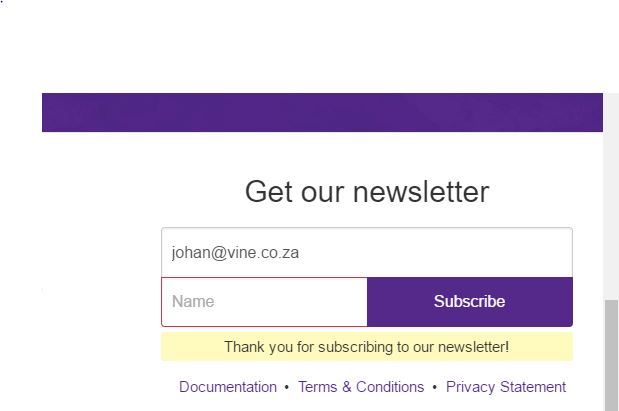 Get our newsletter
johan@vine.co.za
Name
Subscribe
Thank you for subscribing to our newsletter!
Documentation • Terms & Conditions • Privacy Statement